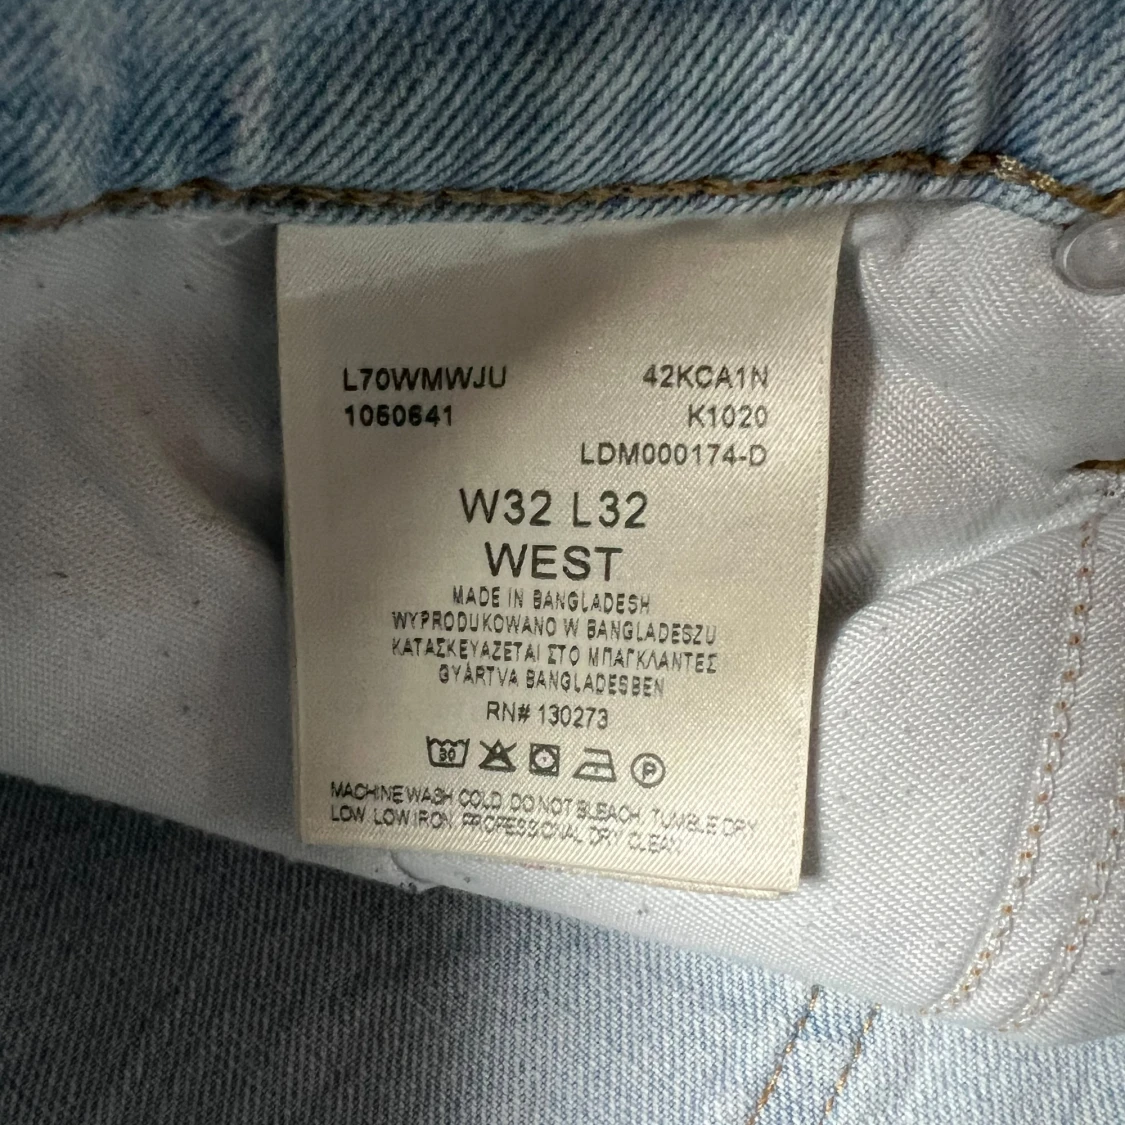 L70WMWJU 42KCA1N
1060641 K1020
LDM000174-D
W32 L32
WEST
MADE IN BANGLADESH
WYPRODUKOWANO W BANGLADESZU
ΚΑΤΑΣΚΕΥΑΖΕΤΑΙ ΣΤΟ ΜΠΑΓΚΛΑΝΤΕΣ
GYÁRTVA BANGLADESBEN
RN# 130273
30
P
MACHINE WASH COLD. DO NOT BLEACH. TUMBLE DRY
LOW. LOW IRON. PROFESSIONAL DRY CLEAN.